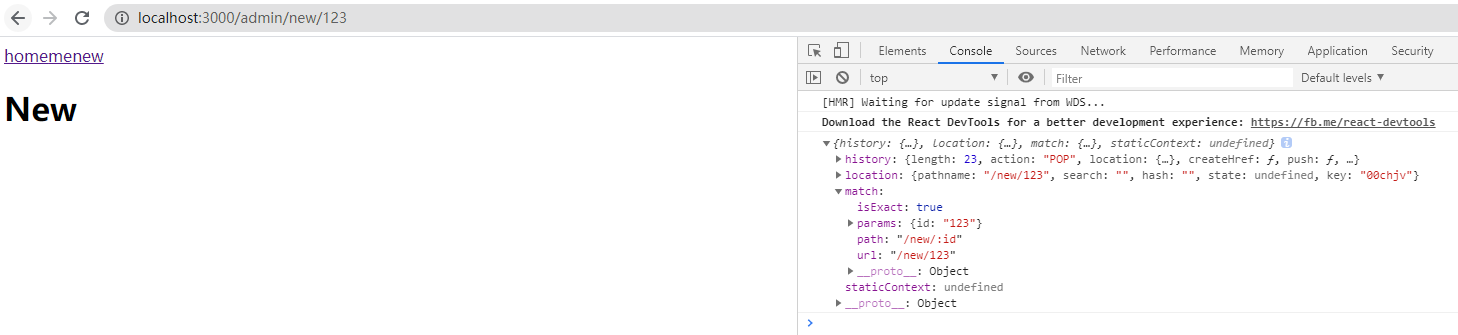 localhost:3000/admin/new/123
homemenew
New
Elements Console Sources Network Performance Memory Application Security
top Filter Default levels
[HMR] Waiting for update signal from WDS...
Download the React DevTools for a better development experience: https://fb.me/react-devtools
{history: {…}, location: {…}, match: {…}, staticContext: undefined}
history: {length: 23, action: "POP", location: {…}, createHref: ƒ, push: ƒ, …}
location: {pathname: "/new/123", search: "", hash: "", state: undefined, key: "00chjv"}
match:
isExact: true
params: {id: "123"}
path: "/new/:id"
url: "/new/123"
__proto__: Object
staticContext: undefined
__proto__: Object